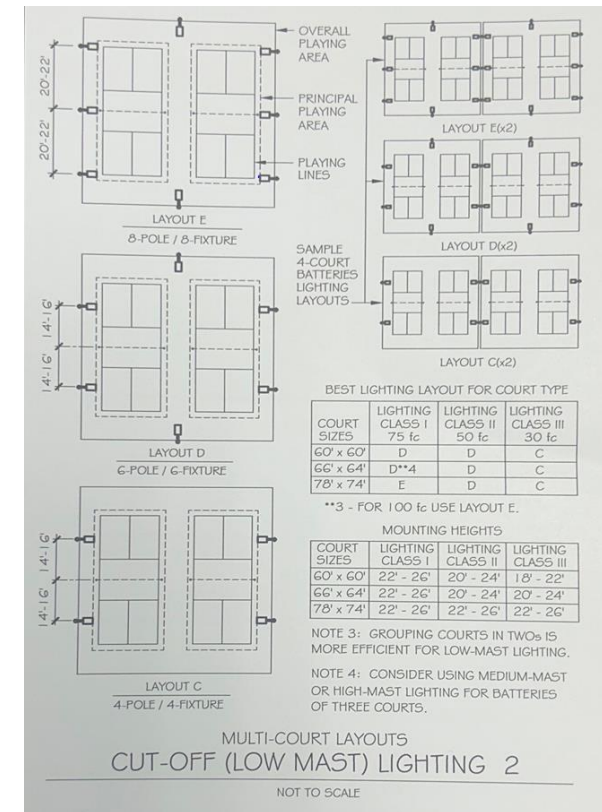 OVERALL
PLAYING
AREA
PRINCIPAL
PLAYING
AREA
PLAYING
LINES
20'-22'
20'-22'
LAYOUT E
8-POLE / 8-FIXTURE
14'-16'
14'-16'
LAYOUT D
6-POLE / 6-FIXTURE
14'-16'
14'-16'
LAYOUT C
4-POLE / 4-FIXTURE
LAYOUT E(x2)
LAYOUT D(x2)
SAMPLE
4-COURT
BATTERIES
LIGHTING
LAYOUTS
LAYOUT C(x2)
BEST LIGHTING LAYOUT FOR COURT TYPE
COURT SIZES LIGHTING CLASS I 75 fc LIGHTING CLASS II 50 fc LIGHTING CLASS III 30 fc
60' x 60' D D C
66' x 64' D**4 D C
78' x 74' E D C
**3 - FOR 100 fc USE LAYOUT E.
MOUNTING HEIGHTS
COURT SIZES LIGHTING CLASS I LIGHTING CLASS II LIGHTING CLASS III
60' x 60' 22' - 26' 20' - 24' 18' - 22'
66' x 64' 22' - 26' 20' - 24' 20' - 24'
78' x 74' 22' - 26' 22' - 26' 22' - 26'
NOTE 3: GROUPING COURTS IN TWOs IS
MORE EFFICIENT FOR LOW-MAST LIGHTING.
NOTE 4: CONSIDER USING MEDIUM-MAST
OR HIGH-MAST LIGHTING FOR BATTERIES
OF THREE COURTS.
MULTI-COURT LAYOUTS
CUT-OFF (LOW MAST) LIGHTING 2
NOT TO SCALE